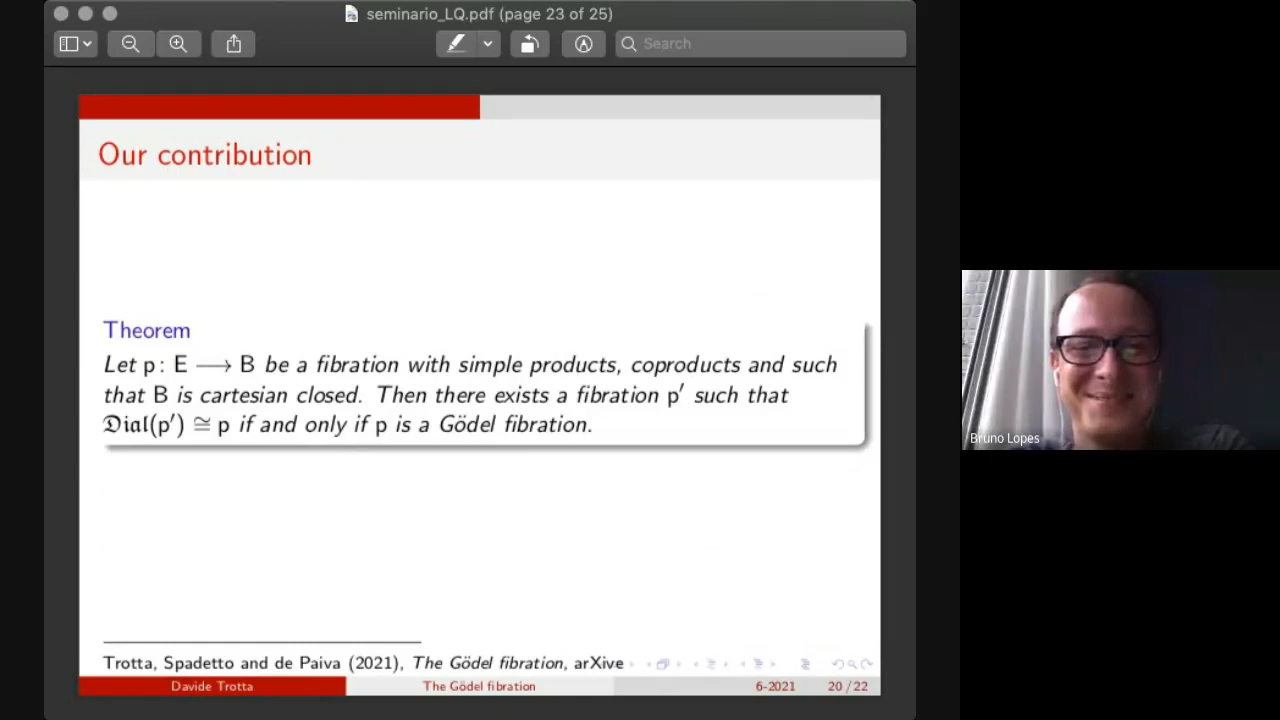 seminario_LQ.pdf (page 23 of 25)
Search
Our contribution
Theorem
Let p: E ⟶ B be a fibration with simple products, coproducts and such
that B is cartesian closed. Then there exists a fibration p′ such that
𝔇ial(p′) ≅ p if and only if p is a Gödel fibration.
Bruno Lopes
Trotta, Spadetto and de Paiva (2021), The Gödel fibration, arXive
Davide Trotta The Gödel fibration 6-2021 20/22